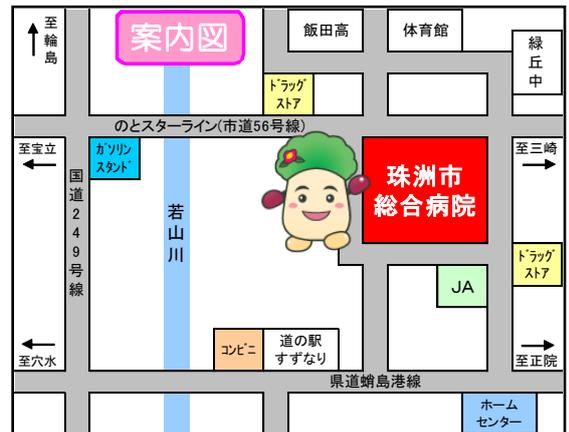 案内図
至輪島
飯田高
体育館
緑丘中
ﾄﾞﾗｯｸﾞ
ｽﾄｱ
のとスターライン(市道56号線)
至宝立
ｶﾞｿﾘﾝ
ｽﾀﾝﾄﾞ
至三崎
国道249号線
若山川
珠洲市
総合病院
ﾄﾞﾗｯｸﾞ
ｽﾄｱ
JA
ｺﾝﾋﾞﾆ
道の駅
すずなり
至穴水
至正院
県道蛸島港線
ホーム
センター